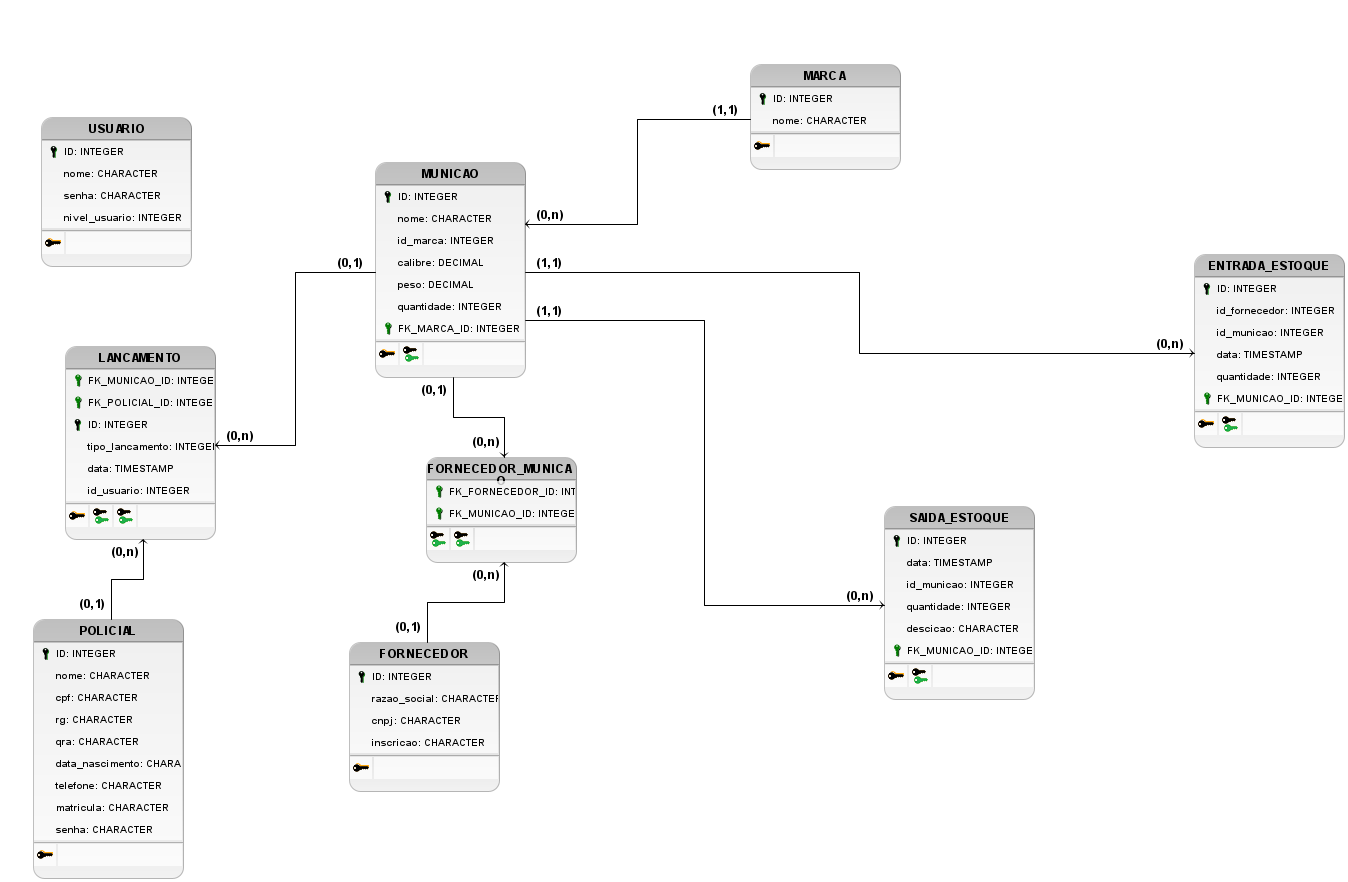 MARCA
ID: INTEGER
nome: CHARACTER
(1,1)
USUARIO
ID: INTEGER
nome: CHARACTER
senha: CHARACTER
nivel_usuario: INTEGER
MUNICAO
ID: INTEGER
nome: CHARACTER
id_marca: INTEGER
calibre: DECIMAL
peso: DECIMAL
quantidade: INTEGER
FK_MARCA_ID: INTEGER
(0,n)
(1,1)
(1,1)
(0,1)
(0,1)
ENTRADA_ESTOQUE
ID: INTEGER
id_fornecedor: INTEGER
id_municao: INTEGER
data: TIMESTAMP
quantidade: INTEGER
FK_MUNICAO_ID: INTEGE
(0,n)
LANCAMENTO
FK_MUNICAO_ID: INTEGE
FK_POLICIAL_ID: INTEGE
ID: INTEGER
tipo_lancamento: INTEGER
data: TIMESTAMP
id_usuario: INTEGER
(0,n)
(0,n)
(0,n)
FORNECEDOR_MUNICA
O
FK_FORNECEDOR_ID: INT
FK_MUNICAO_ID: INTEGE
(0,n)
SAIDA_ESTOQUE
ID: INTEGER
data: TIMESTAMP
id_municao: INTEGER
quantidade: INTEGER
descicao: CHARACTER
FK_MUNICAO_ID: INTEGE
(0,n)
(0,1)
POLICIAL
ID: INTEGER
nome: CHARACTER
cpf: CHARACTER
rg: CHARACTER
qra: CHARACTER
data_nascimento: CHARA
telefone: CHARACTER
matricula: CHARACTER
senha: CHARACTER
(0,1)
FORNECEDOR
ID: INTEGER
razao_social: CHARACTER
cnpj: CHARACTER
inscricao: CHARACTER